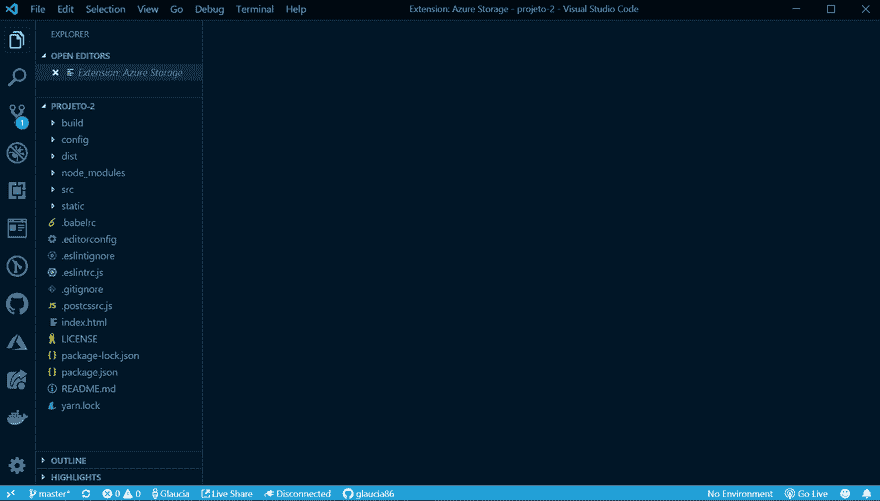 File Edit Selection View Go Debug Terminal Help Extension: Azure Storage - projeto-2 - Visual Studio Code
EXPLORER
OPEN EDITORS
Extension: Azure Storage
PROJETO-2
build
config
dist
node_modules
src
static
.babelrc
.editorconfig
.eslintignore
.eslintrc.js
.gitignore
JS .postcssrc.js
index.html
LICENSE
{ } package-lock.json
{ } package.json
README.md
yarn.lock
OUTLINE
HIGHLIGHTS
1
master* 0 0 Glaucia Live Share Disconnected glaucia86 No Environment Go Live